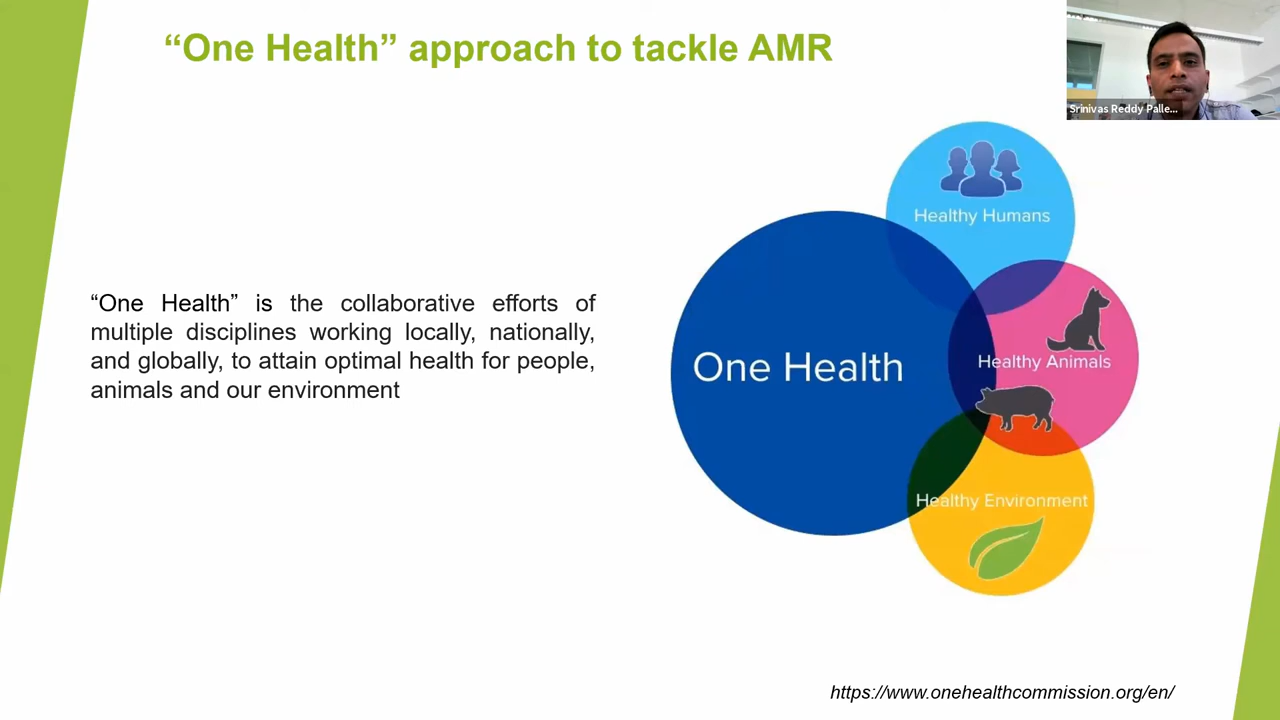 “One Health” approach to tackle AMR
Srinivas Reddy Palle...
Healthy Humans
“One Health” is the collaborative efforts of
multiple disciplines working locally, nationally,
and globally, to attain optimal health for people,
animals and our environment
One Health
Healthy Animals
Healthy Environment
https://www.onehealthcommission.org/en/